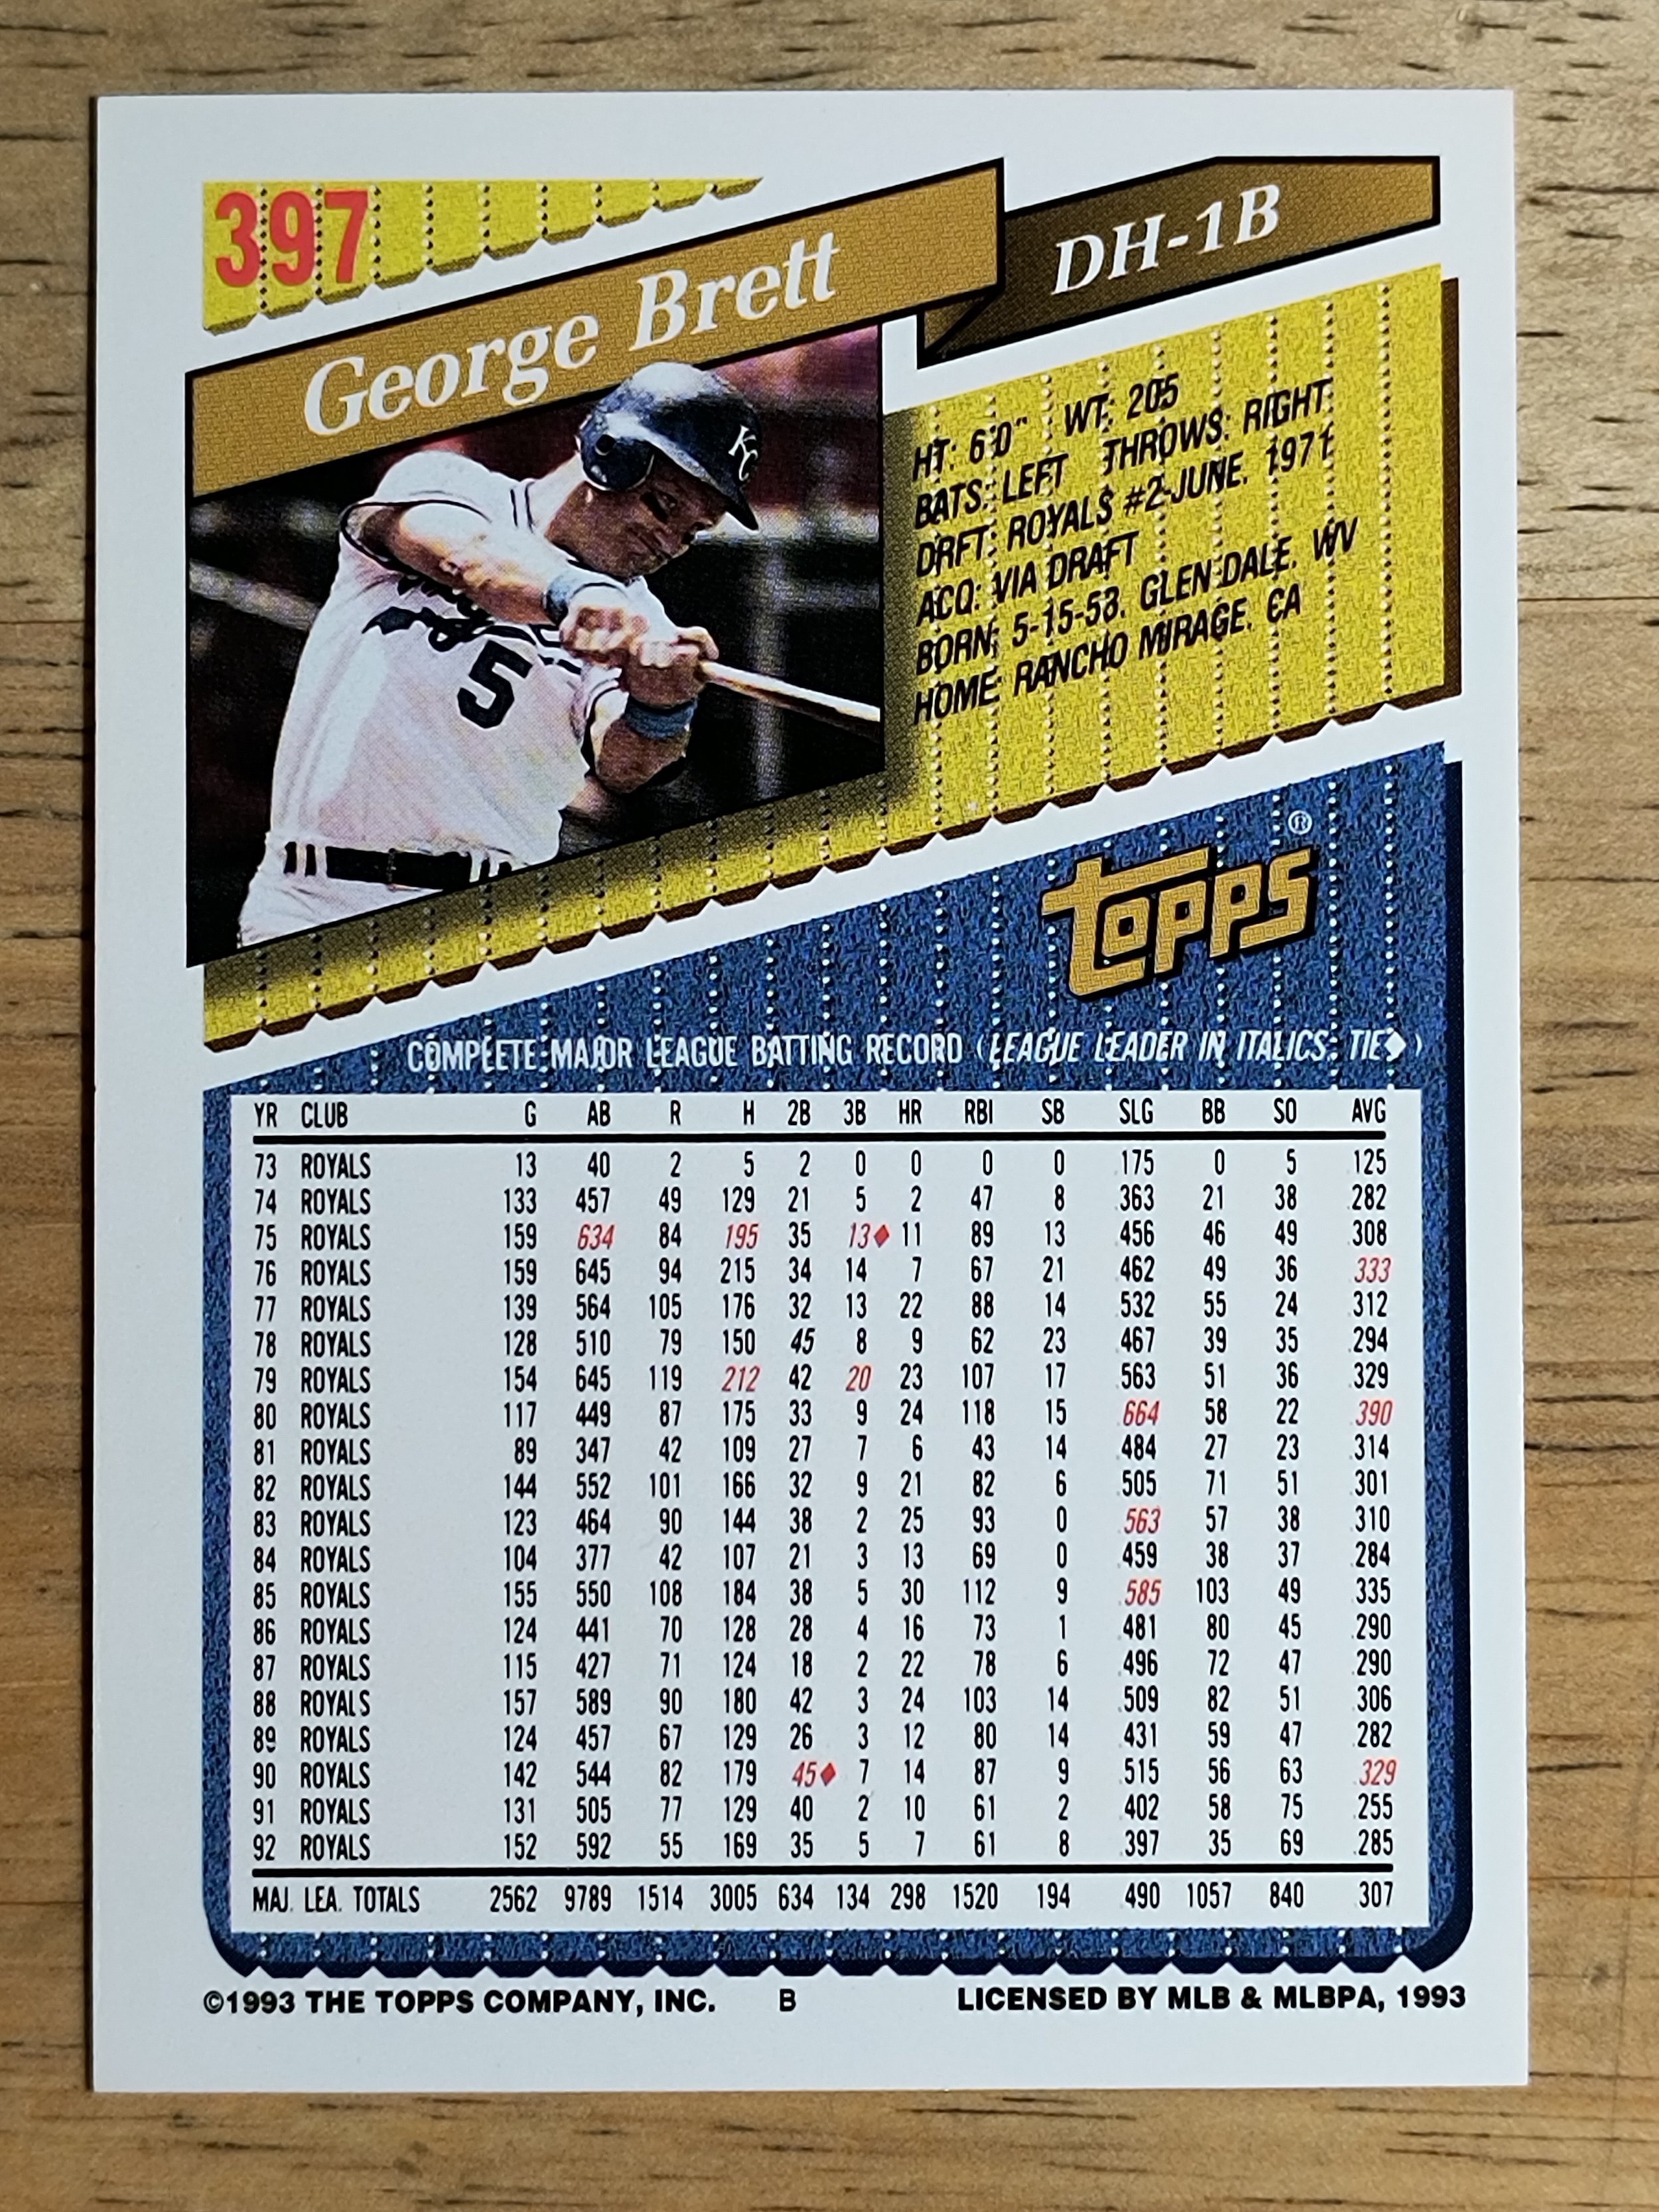 397
George Brett
DH-1B
HT: 6'0" WT: 205
BATS: LEFT THROWS: RIGHT
DRFT: ROYALS #2-JUNE, 1971
ACQ: VIA DRAFT
BORN: 5-15-53, GLEN DALE, WV
HOME: RANCHO MIRAGE, CA
KC
5
topps®
COMPLETE MAJOR LEAGUE BATTING RECORD (LEAGUE LEADER IN ITALICS, TIE♦)
YR CLUB G AB R H 2B 3B HR RBI SB SLG BB SO AVG
73 ROYALS 13 40 2 5 2 0 0 0 0 .175 0 5 .125
74 ROYALS 133 457 49 129 21 5 2 47 8 .363 21 38 .282
75 ROYALS 159 634 84 195 35 13♦ 11 89 13 .456 46 49 .308
76 ROYALS 159 645 94 215 34 14 7 67 21 .462 49 36 .333
77 ROYALS 139 564 105 176 32 13 22 88 14 .532 55 24 .312
78 ROYALS 128 510 79 150 45 8 9 62 23 .467 39 35 .294
79 ROYALS 154 645 119 212 42 20 23 107 17 .563 51 36 .329
80 ROYALS 117 449 87 175 33 9 24 118 15 .664 58 22 .390
81 ROYALS 89 347 42 109 27 7 6 43 14 .484 27 23 .314
82 ROYALS 144 552 101 166 32 9 21 82 6 .505 71 51 .301
83 ROYALS 123 464 90 144 38 2 25 93 0 .563 57 38 .310
84 ROYALS 104 377 42 107 21 3 13 69 0 .459 38 37 .284
85 ROYALS 155 550 108 184 38 5 30 112 9 .585 103 49 .335
86 ROYALS 124 441 70 128 28 4 16 73 1 .481 80 45 .290
87 ROYALS 115 427 71 124 18 2 22 78 6 .496 72 47 .290
88 ROYALS 157 589 90 180 42 3 24 103 14 .509 82 51 .306
89 ROYALS 124 457 67 129 26 3 12 80 14 .431 59 47 .282
90 ROYALS 142 544 82 179 45♦ 7 14 87 9 .515 56 63 .329
91 ROYALS 131 505 77 129 40 2 10 61 2 .402 58 75 .255
92 ROYALS 152 592 55 169 35 5 7 61 8 .397 35 69 .285
MAJ. LEA. TOTALS 2562 9789 1514 3005 634 134 298 1520 194 .490 1057 840 .307
©1993 THE TOPPS COMPANY, INC. B LICENSED BY MLB & MLBPA, 1993